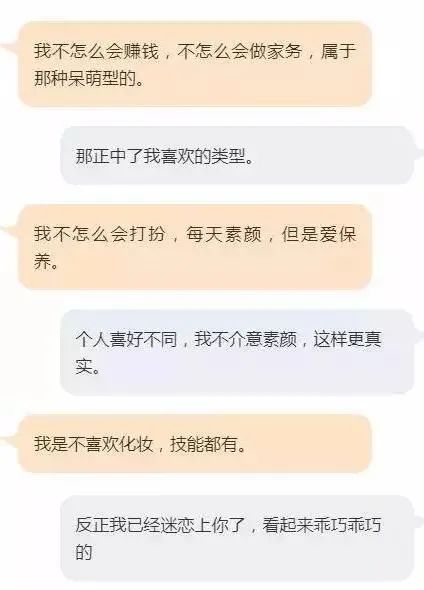 我不怎么会赚钱，不怎么会做家务，属于
那种呆萌型的。
那正中了我喜欢的类型。
我不怎么会打扮，每天素颜，但是爱保
养。
个人喜好不同，我不介意素颜，这样更真
实。
我是不喜欢化妆，技能都有。
反正我已经迷恋上你了，看起来乖巧乖巧
的